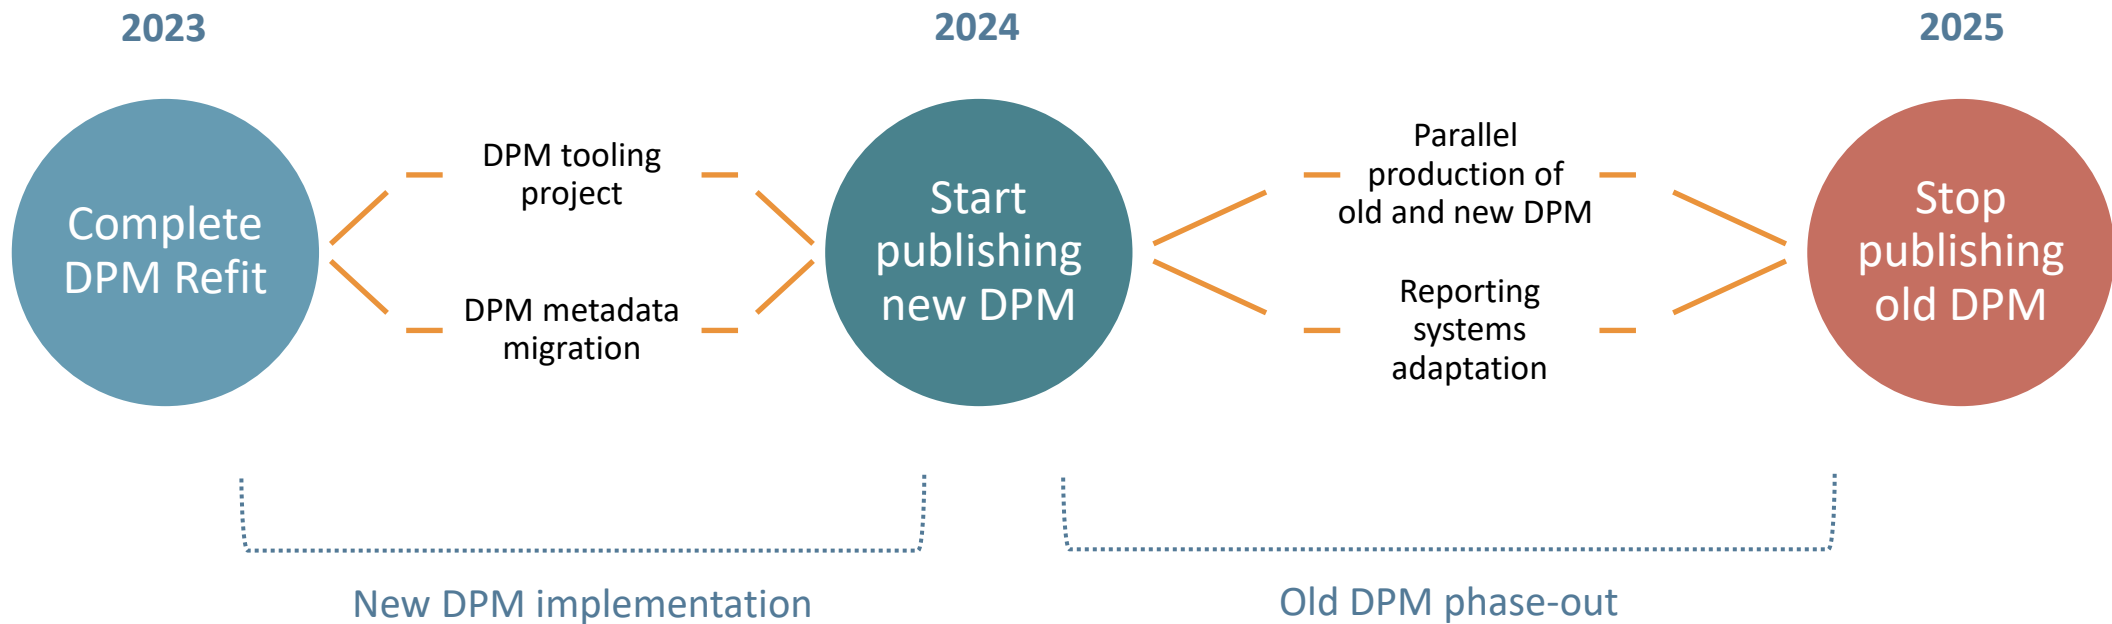 2023
2024
2025
Complete
DPM Refit
DPM tooling
project
DPM metadata
migration
Start
publishing
new DPM
Parallel
production of
old and new DPM
Reporting
systems
adaptation
Stop
publishing
old DPM
New DPM implementation
Old DPM phase-out